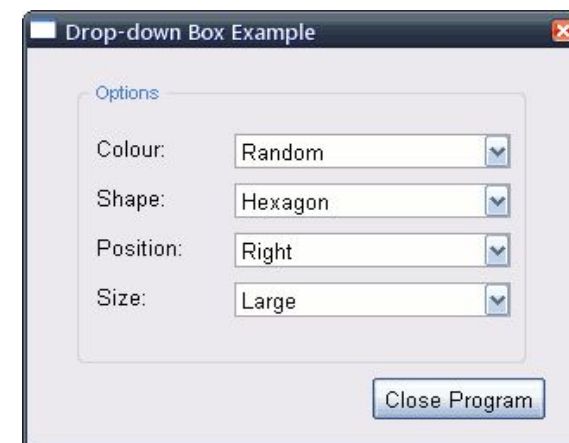 Drop-down Box Example
Options
Colour: Random
Shape: Hexagon
Position: Right
Size: Large
Close Program